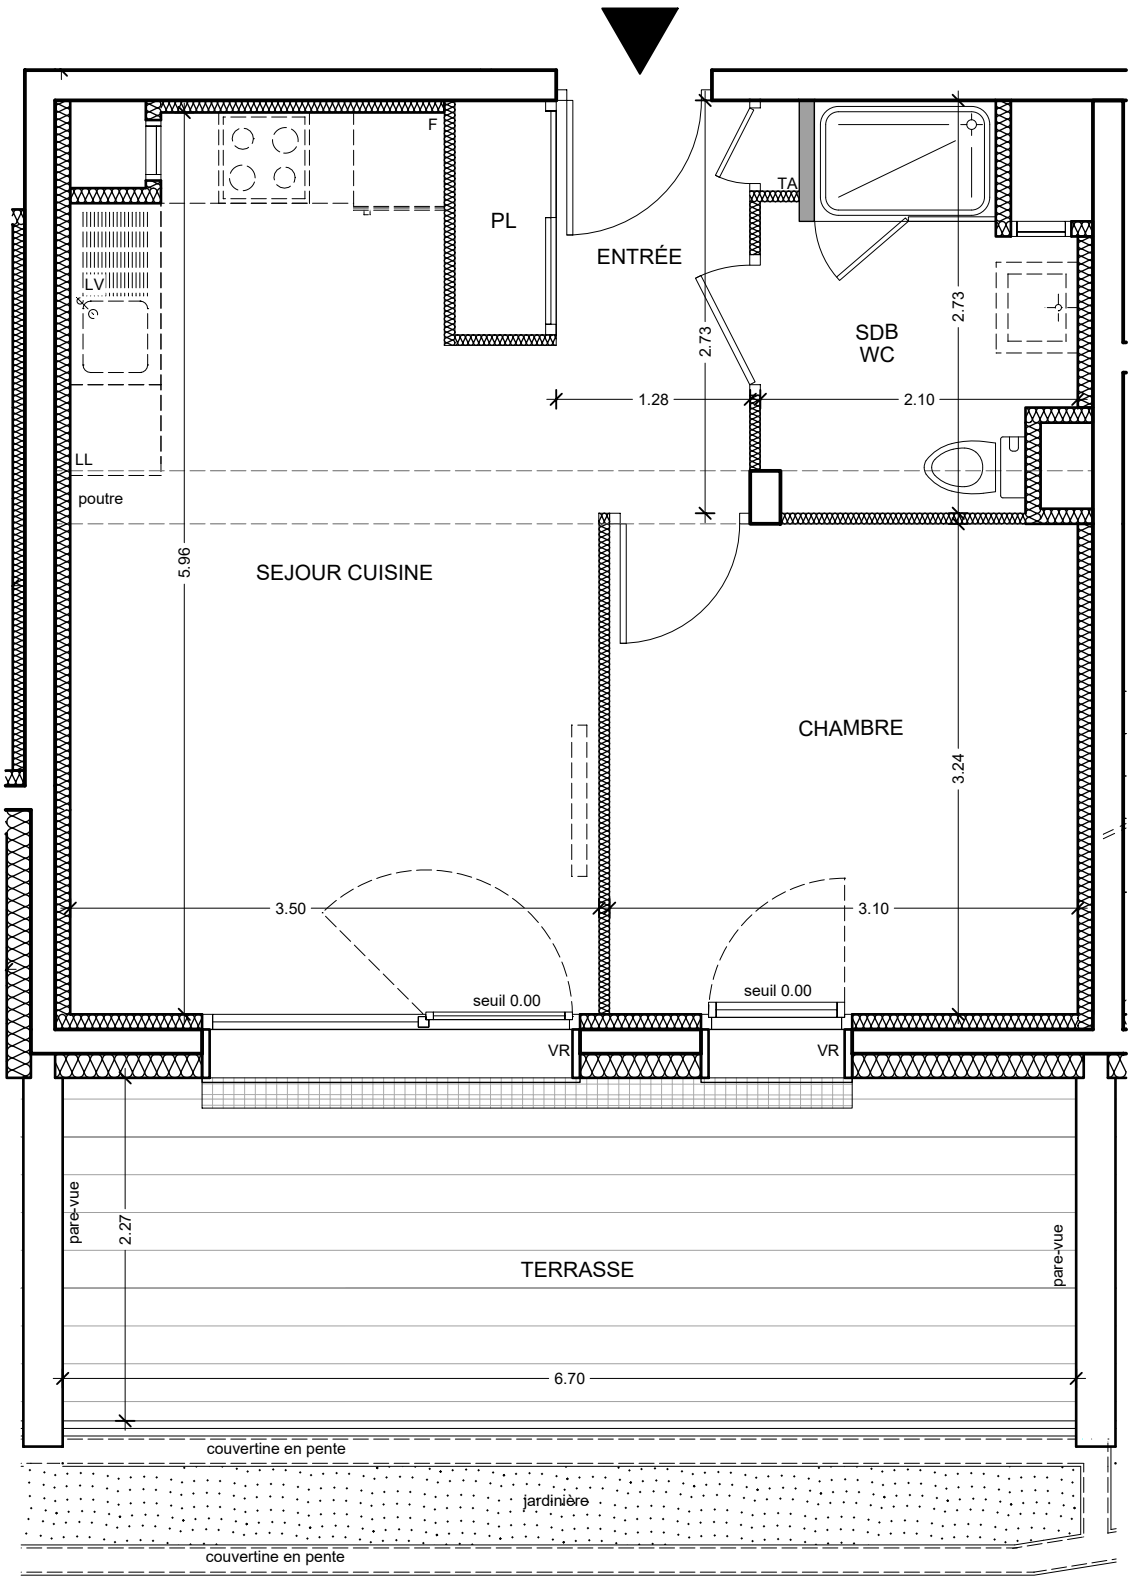 F
PL
TA
ENTRÉE
LV
2.73
2.73
SDB
WC
1.28
2.10
LL
poutre
5.96
SEJOUR CUISINE
CHAMBRE
3.24
3.50
3.10
seuil 0.00
seuil 0.00
VR
VR
pare-vue
2.27
pare-vue
TERRASSE
6.70
couvertine en pente
jardinière
couvertine en pente